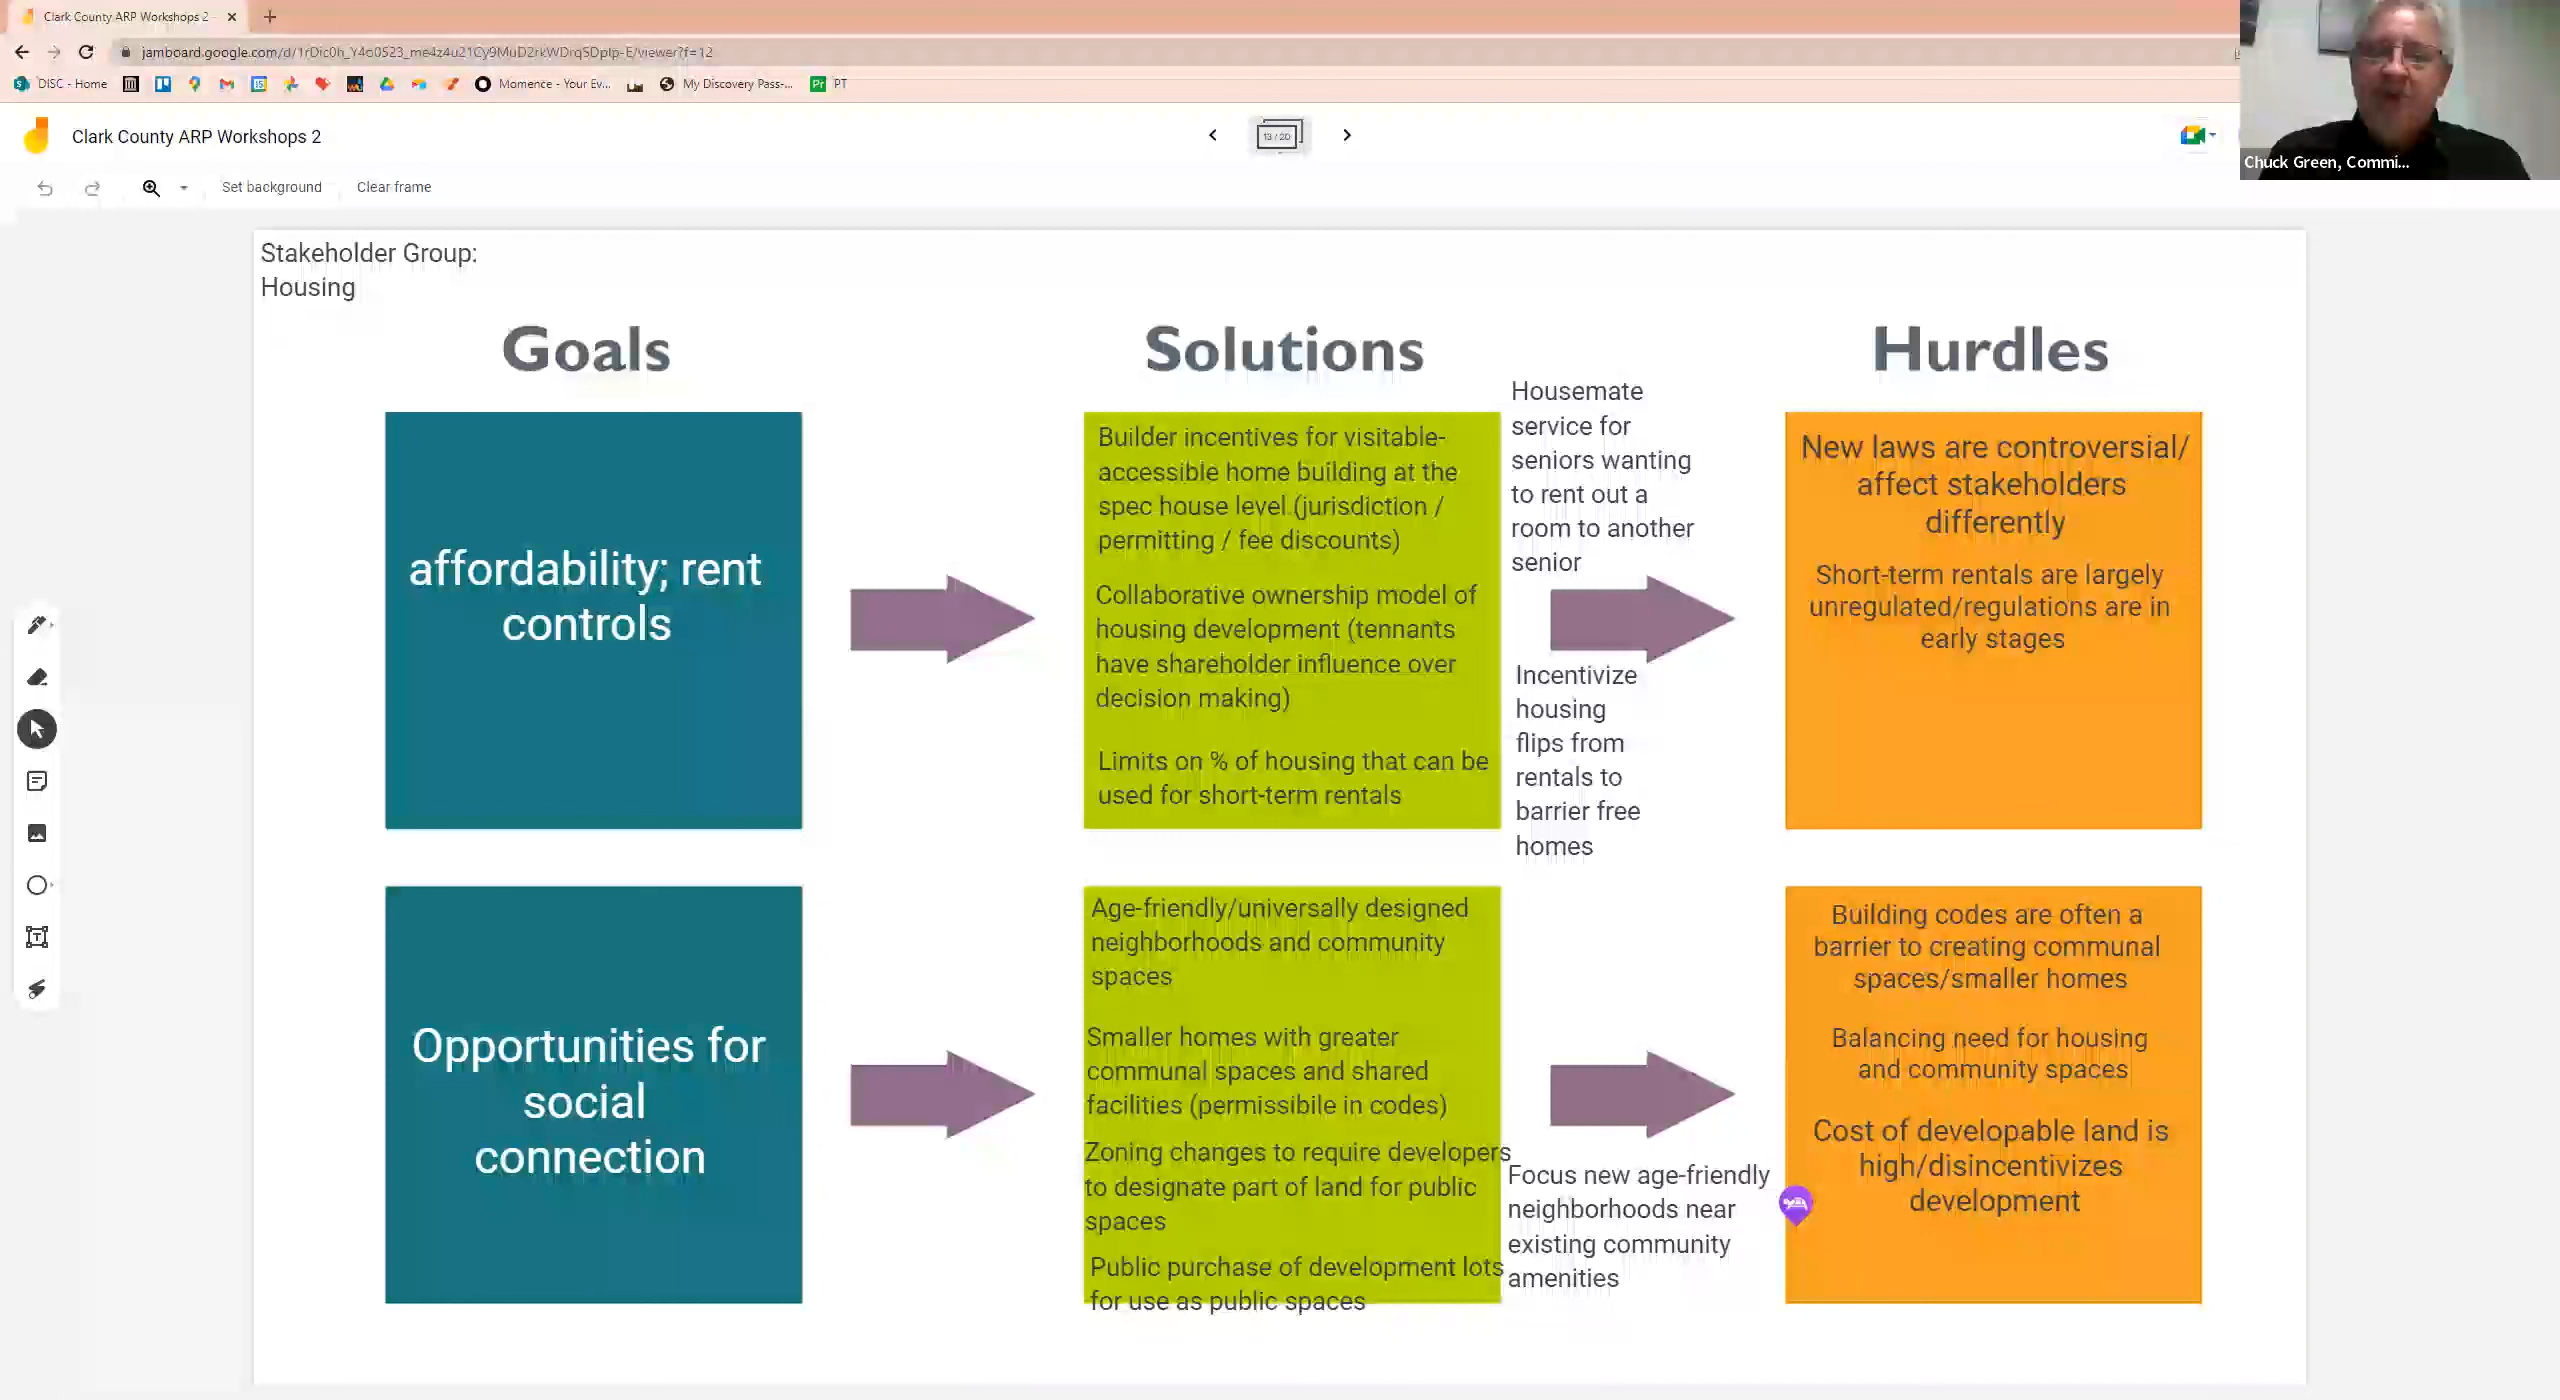 Clark County ARP Workshops 2
jamboard.google.com/d/1rDic0h_Y4o0523_me4z4u21Cy9MuD2rkWDrqSDpIp-E/viewer?f=12
DISC - Home
Momence - Your Ev...
My Discovery Pass-...
Pr PT
Clark County ARP Workshops 2
13 / 20
Set background
Clear frame
Chuck Green, Commi...
Stakeholder Group:
Housing
Goals
Solutions
Hurdles
affordability; rent
controls
Builder incentives for visitable-
accessible home building at the
spec house level (jurisdiction /
permitting / fee discounts)
Collaborative ownership model of
housing development (tennants
have shareholder influence over
decision making)
Limits on % of housing that can be
used for short-term rentals
Housemate
service for
seniors wanting
to rent out a
room to another
senior
Incentivize
housing
flips from
rentals to
barrier free
homes
New laws are controversial/
affect stakeholders
differently
Short-term rentals are largely
unregulated/regulations are in
early stages
Opportunities for
social
connection
Age-friendly/universally designed
neighborhoods and community
spaces
Smaller homes with greater
communal spaces and shared
facilities (permissibile in codes)
Zoning changes to require developers
to designate part of land for public
spaces
Public purchase of development lots
for use as public spaces
Focus new age-friendly
neighborhoods near
existing community
amenities
Building codes are often a
barrier to creating communal
spaces/smaller homes
Balancing need for housing
and community spaces
Cost of developable land is
high/disincentivizes
development